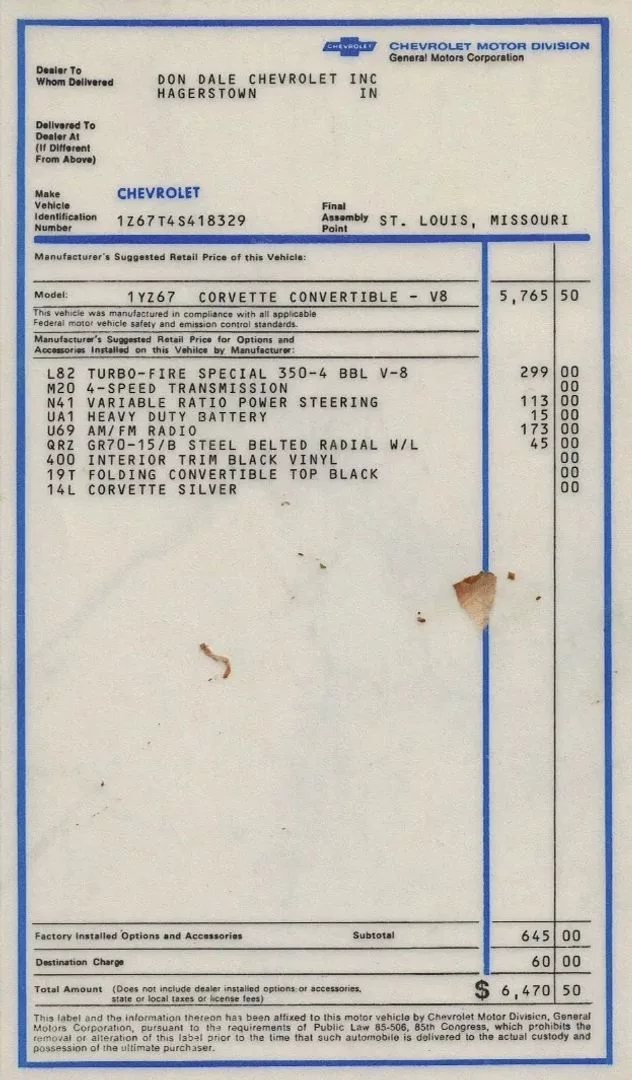 CHEVROLET CHEVROLET MOTOR DIVISION
General Motors Corporation
Dealer To
Whom Delivered
DON DALE CHEVROLET INC
HAGERSTOWN IN
Delivered To
Dealer At
(If Different
From Above)
Make CHEVROLET
Vehicle
Identification
Number
1Z67T4S418329
Final
Assembly
Point
ST. LOUIS, MISSOURI
Manufacturer's Suggested Retail Price of this Vehicle:
Model: 1YZ67 CORVETTE CONVERTIBLE - V8 5,765 50
This vehicle was manufactured in compliance with all applicable
Federal motor vehicle safety and emission control standards.
Manufacturer's Suggested Retail Price for Options and
Accessories Installed on this Vehilce by Manufacturer:
L82 TURBO-FIRE SPECIAL 350-4 BBL V-8 299 00
M20 4-SPEED TRANSMISSION 00
N41 VARIABLE RATIO POWER STEERING 113 00
UA1 HEAVY DUTY BATTERY 15 00
U69 AM/FM RADIO 173 00
QRZ GR70-15/B STEEL BELTED RADIAL W/L 45 00
400 INTERIOR TRIM BLACK VINYL 00
19T FOLDING CONVERTIBLE TOP BLACK 00
14L CORVETTE SILVER 00
Factory Installed Options and Accessories Subtotal 645 00
Destination Charge 60 00
Total Amount (Does not include dealer installed options or accessories, $ 6,470 50
state or local taxes or license fees)
This label and the information thereon has been affixed to this motor vehicle by Chevrolet Motor Division, General
Motors Corporation, pursuant to the requirements of Public Law 85-506, 85th Congress, which prohibits the
removal or alteration of this label prior to the time that such automobile is delivered to the actual custody and
possession of the ultimate purchaser.